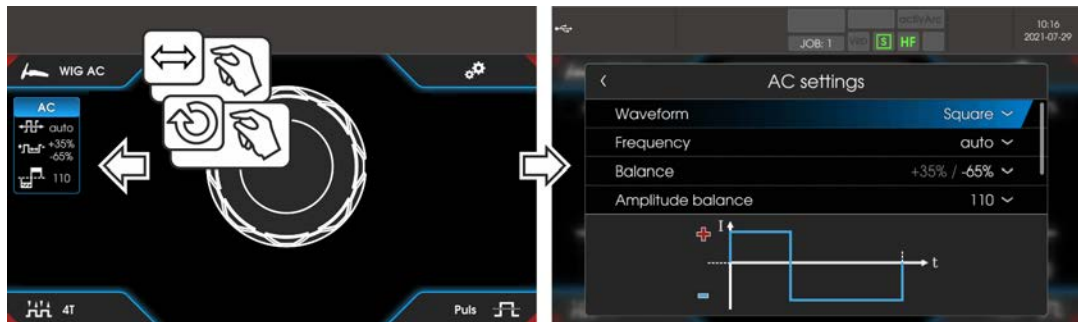 WIG AC
AC
auto
+35%
-65%
110
4T
Puls
activArc
JOB: 1
VRD
S
HF
10:16
2021-07-29
AC settings
Waveform
Square
Frequency
auto
Balance
+35% / -65%
Amplitude balance
110
I
t